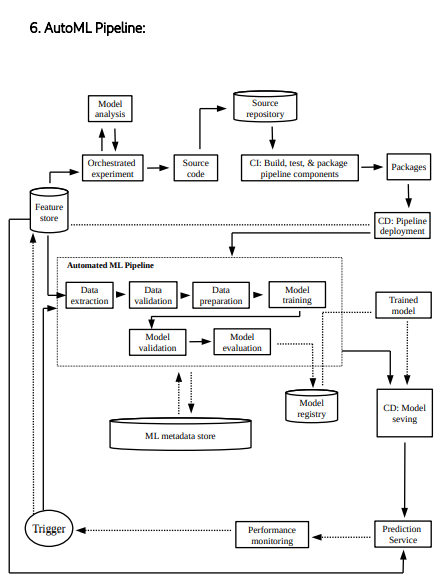 6. AutoML Pipeline:
Model
analysis
Source
repository
Orchestrated
experiment
Source
code
CI: Build, test, & package
pipeline components
Packages
Feature
store
CD: Pipeline
deployment
Automated ML Pipeline
Data
extraction
Data
validation
Data
preparation
Model
training
Trained
model
Model
validation
Model
evaluation
Model
registry
CD: Model
seving
ML metadata store
Trigger
Performance
monitoring
Prediction
Service